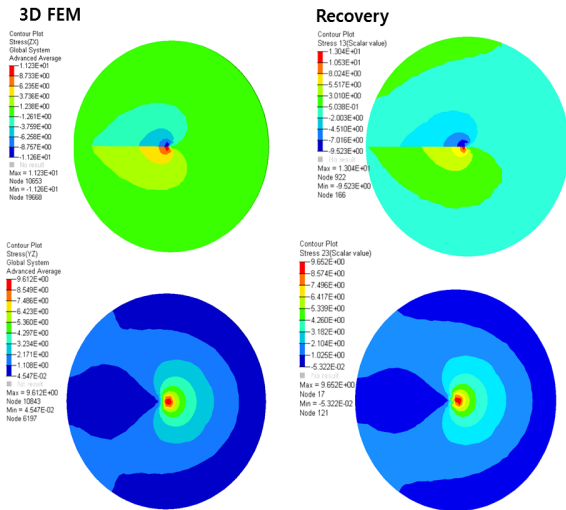 3D FEM
Recovery
Contour Plot
Stress(ZX)
Global System
Advanced Average
1.123E+01
8.733E+00
6.235E+00
3.736E+00
1.238E+00
-1.261E+00
-3.759E+00
-6.258E+00
-8.757E+00
-1.126E+01
No result
Max = 1.123E+01
Node 10653
Min = -1.126E+01
Node 19668
Contour Plot
Stress 13(Scalar value)
1.304E+01
1.053E+01
8.024E+00
5.517E+00
3.010E+00
5.038E-01
-2.003E+00
-4.510E+00
-7.016E+00
-9.523E+00
No result
Max = 1.304E+01
Node 922
Min = -9.523E+00
Node 166
Contour Plot
Stress(YZ)
Global System
Advanced Average
9.612E+00
8.549E+00
7.486E+00
6.423E+00
5.360E+00
4.297E+00
3.234E+00
2.171E+00
1.108E+00
4.547E-02
No result
Max = 9.612E+00
Node 10843
Min = 4.547E-02
Node 6197
Contour Plot
Stress 23(Scalar value)
9.652E+00
8.574E+00
7.496E+00
6.417E+00
5.339E+00
4.260E+00
3.182E+00
2.104E+00
1.025E+00
-5.322E-02
No result
Max = 9.652E+00
Node 17
Min = -5.322E-02
Node 121